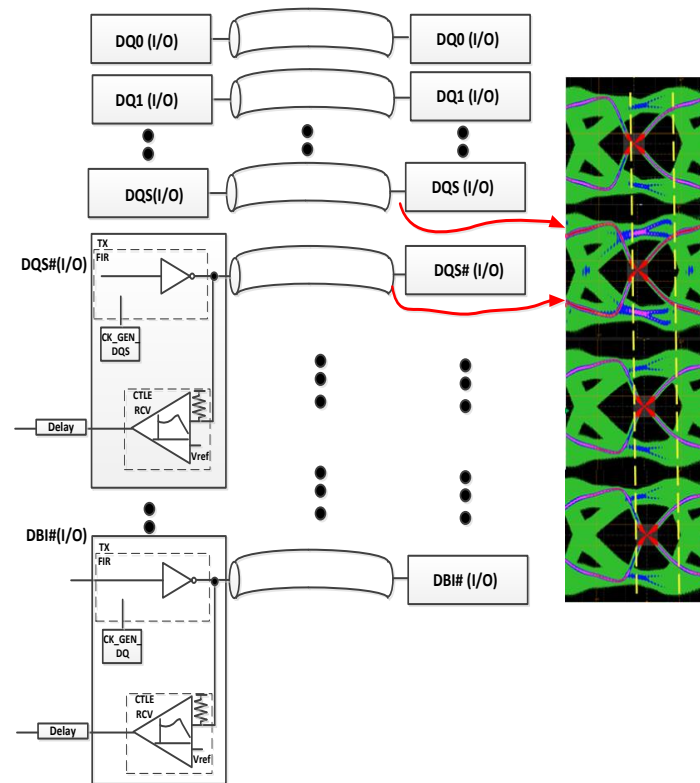 DQ0 (I/O)
DQ0 (I/O)
DQ1 (I/O)
DQ1 (I/O)
DQS(I/O)
DQS (I/O)
DQS#(I/O)
TX
FIR
DQS# (I/O)
CK_GEN_
DQS
CTLE
RCV
Delay
Vref
DBI#(I/O)
TX
FIR
DBI# (I/O)
CK_GEN_
DQ
CTLE
RCV
Delay
Vref